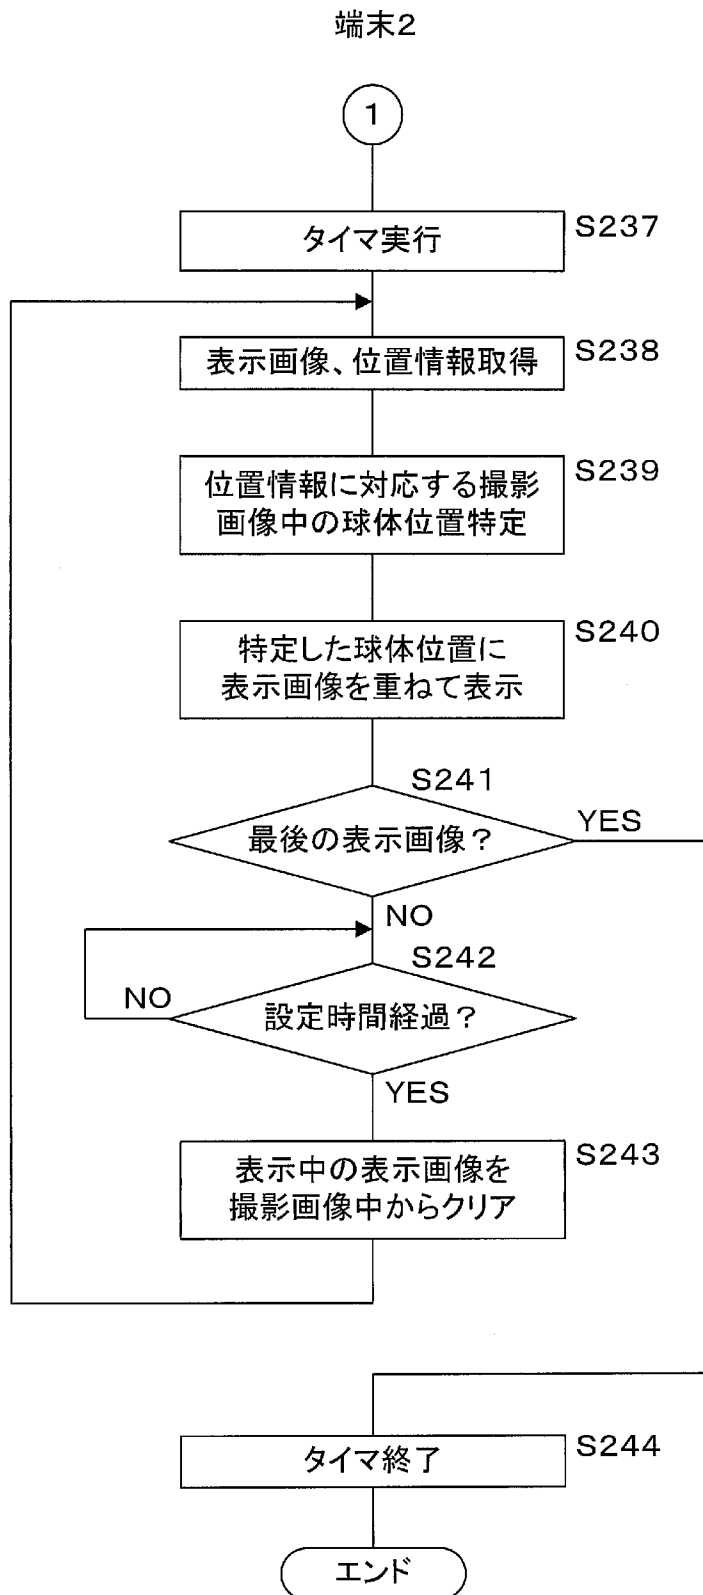 端末2
1
タイマ実行
S237
表示画像、位置情報取得
S238
位置情報に対応する撮影
画像中の球体位置特定
S239
特定した球体位置に
表示画像を重ねて表示
S240
S241
最後の表示画像？
YES
NO
S242
NO
設定時間経過？
YES
表示中の表示画像を
撮影画像中からクリア
S243
タイマ終了
S244
エンド